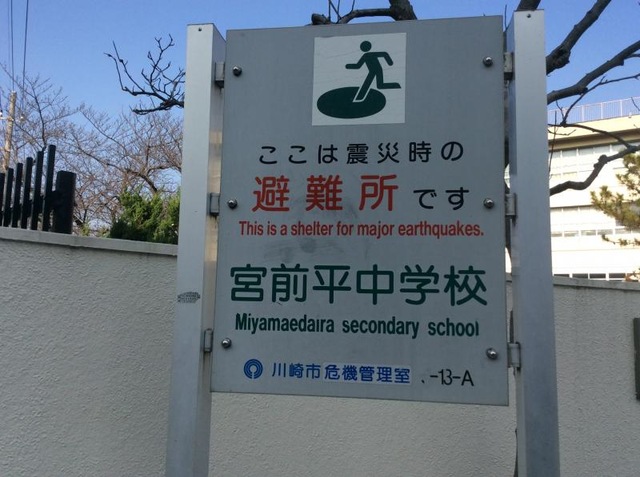 ここは震災時の
避難所です
This is a shelter for major earthquakes.
宮前平中学校
Miyamaedaira secondary school
川崎市危機管理室 -13-A